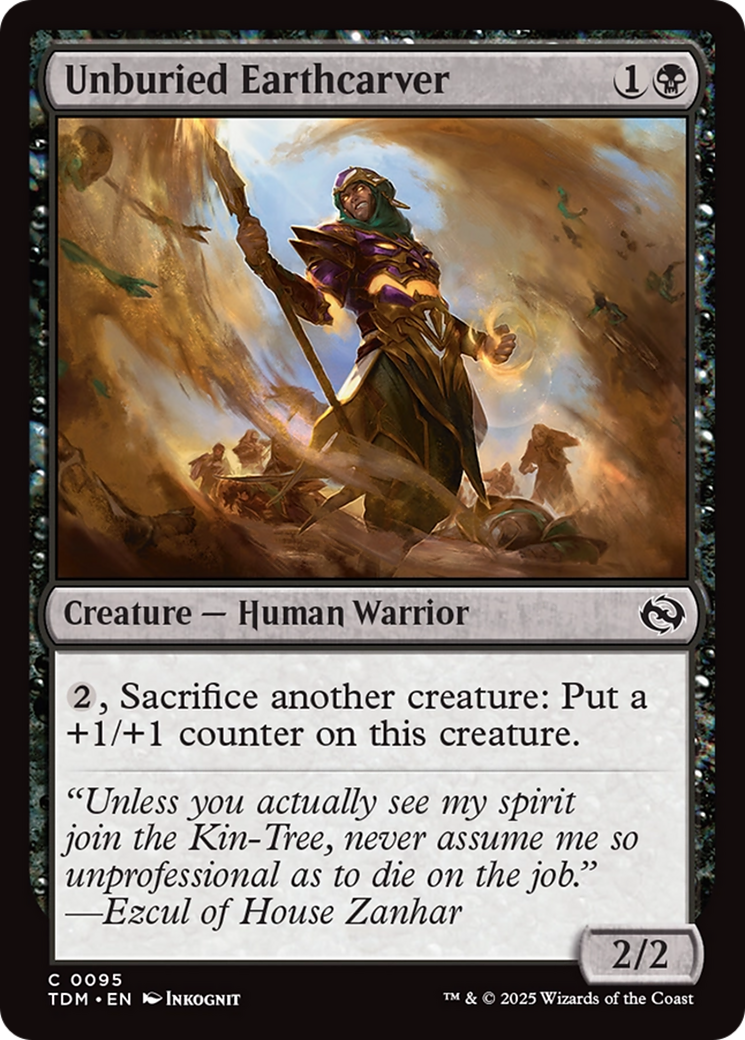 Unburied Earthcarver 1
Creature — Human Warrior
2, Sacrifice another creature: Put a
+1/+1 counter on this creature.
“Unless you actually see my spirit
join the Kin-Tree, never assume me so
unprofessional as to die on the job.”
—Ezcul of House Zanhar
2/2
C 0095
TDM • EN Inkognit
™ & © 2025 Wizards of the Coast